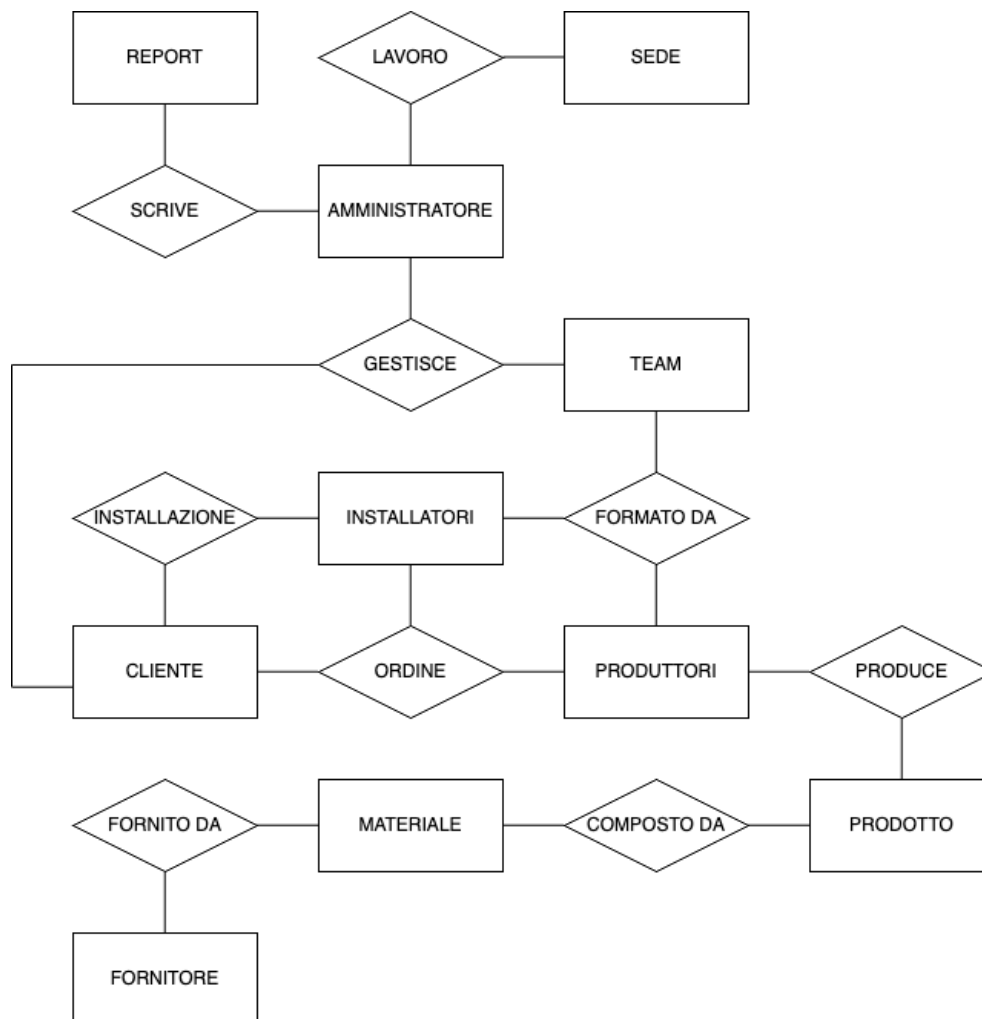 REPORT
LAVORO
SEDE
SCRIVE
AMMINISTRATORE
GESTISCE
TEAM
INSTALLAZIONE
INSTALLATORI
FORMATO DA
CLIENTE
ORDINE
PRODUTTORI
PRODUCE
FORNITO DA
MATERIALE
COMPOSTO DA
PRODOTTO
FORNITORE